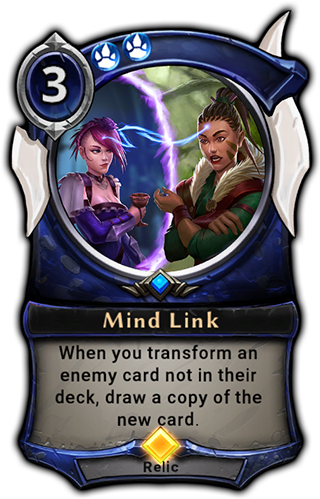 3
Mind Link
When you transform an
enemy card not in their
deck, draw a copy of the
new card.
Relic